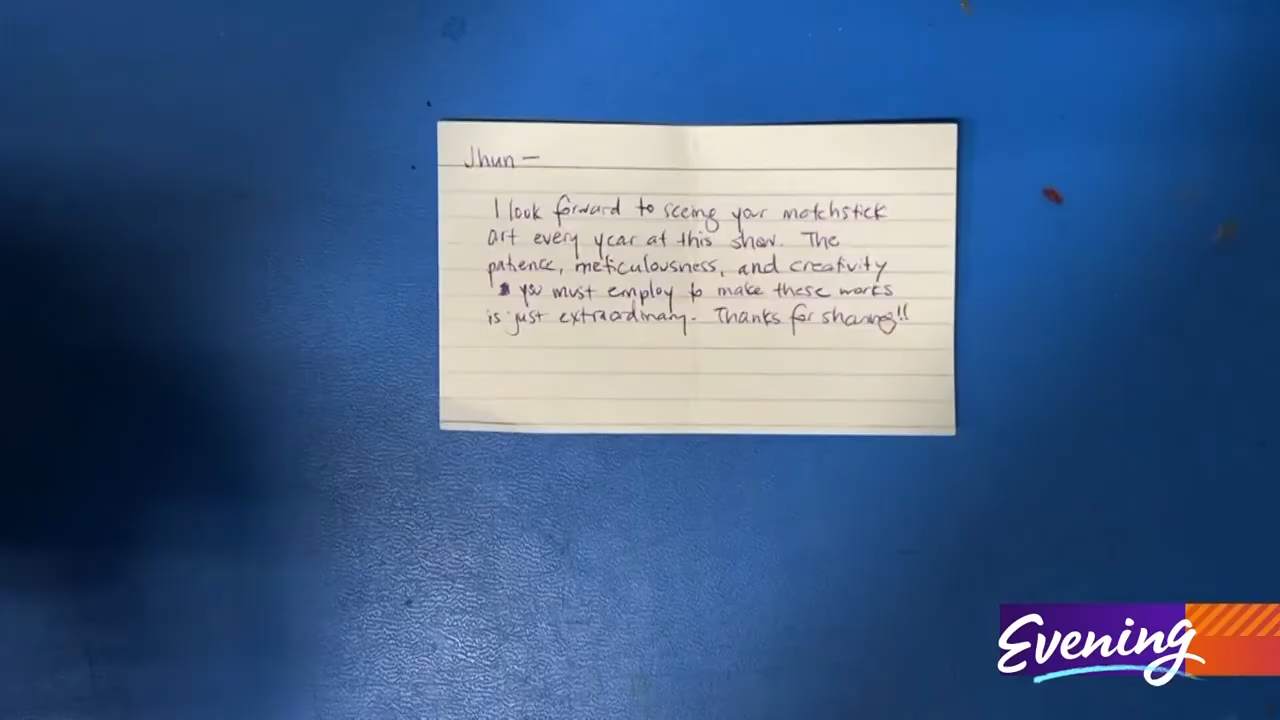 Jhun —
I look forward to seeing your matchstick
art every year at this show. The
patience, meticulousness, and creativity
you must employ to make these works
is just extraordinary. Thanks for sharing!!
Evening